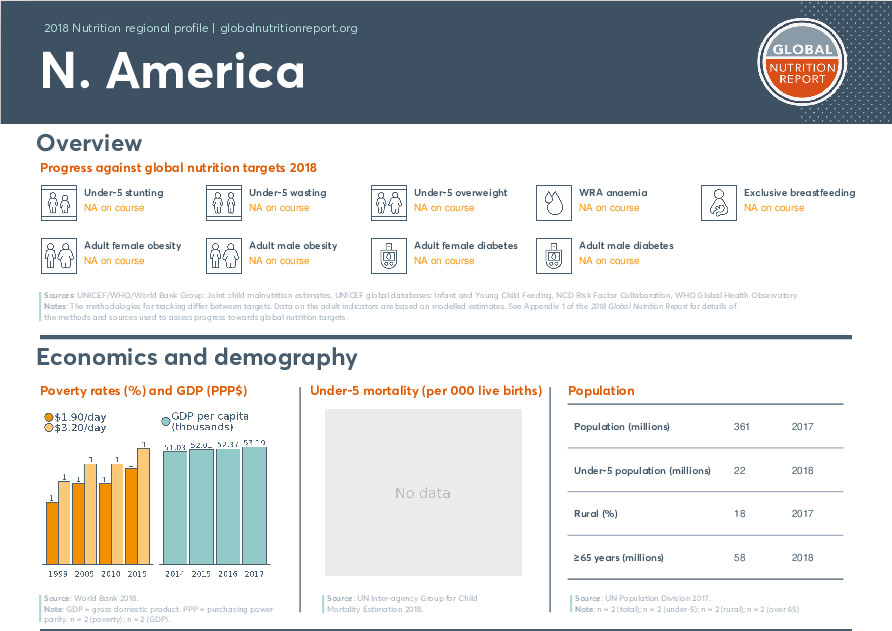 2018 Nutrition regional profile | globalnutritionreport.org
N. America
GLOBAL
NUTRITION
REPORT
Overview
Progress against global nutrition targets 2018
Under-5 stunting
NA on course
Under-5 wasting
NA on course
Under-5 overweight
NA on course
WRA anaemia
NA on course
Exclusive breastfeeding
NA on course
Adult female obesity
NA on course
Adult male obesity
NA on course
Adult female diabetes
NA on course
Adult male diabetes
NA on course
Sources: UNICEF/WHO/World Bank Group: Joint child malnutrition estimates, UNICEF global databases: Infant and Young Child Feeding, NCD Risk Factor Collaboration, WHO Global Health Observatory.
Notes: The methodologies for tracking differ between targets. Data on the adult indicators are based on modelled estimates. See Appendix 1 of the 2018 Global Nutrition Report for details of
the methods and sources used to assess progress towards global nutrition targets.
Economics and demography
Poverty rates (%) and GDP (PPP$)
$1.90/day
$3.20/day
1 1 1 1 1 1 1
1999 2005 2010 2015
GDP per capita
(thousands)
51.03 52.01 52.37 53.19
2014 2015 2016 2017
Source: World Bank 2018.
Note: GDP = gross domestic product. PPP = purchasing power
parity. n = 2 (poverty); n = 2 (GDP).
Under-5 mortality (per 000 live births)
No data
Source: UN Inter-agency Group for Child
Mortality Estimation 2018.
Population
Population (millions) 361 2017
Under-5 population (millions) 22 2018
Rural (%) 18 2017
≥65 years (millions) 58 2018
Source: UN Population Division 2017.
Note: n = 2 (total); n = 2 (under-5); n = 2 (rural); n = 2 (over 65)